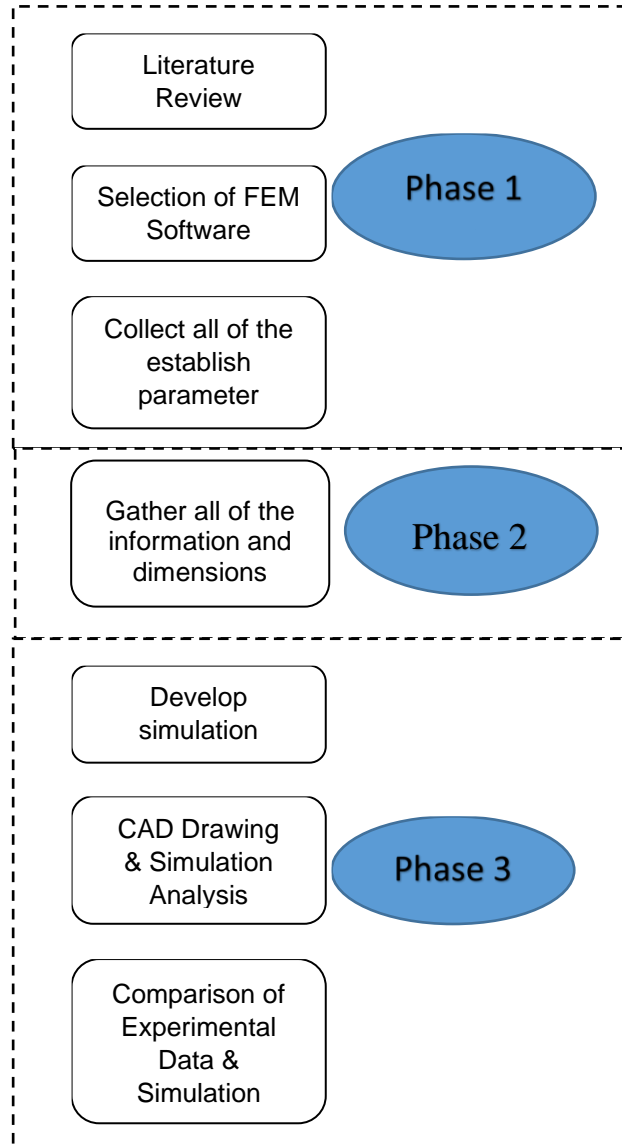 Literature
Review
Phase 1
Selection of FEM
Software
Collect all of the
establish
parameter
Gather all of the
information and
dimensions
Phase 2
Develop
simulation
CAD Drawing
& Simulation
Analysis
Phase 3
Comparison of
Experimental
Data &
Simulation